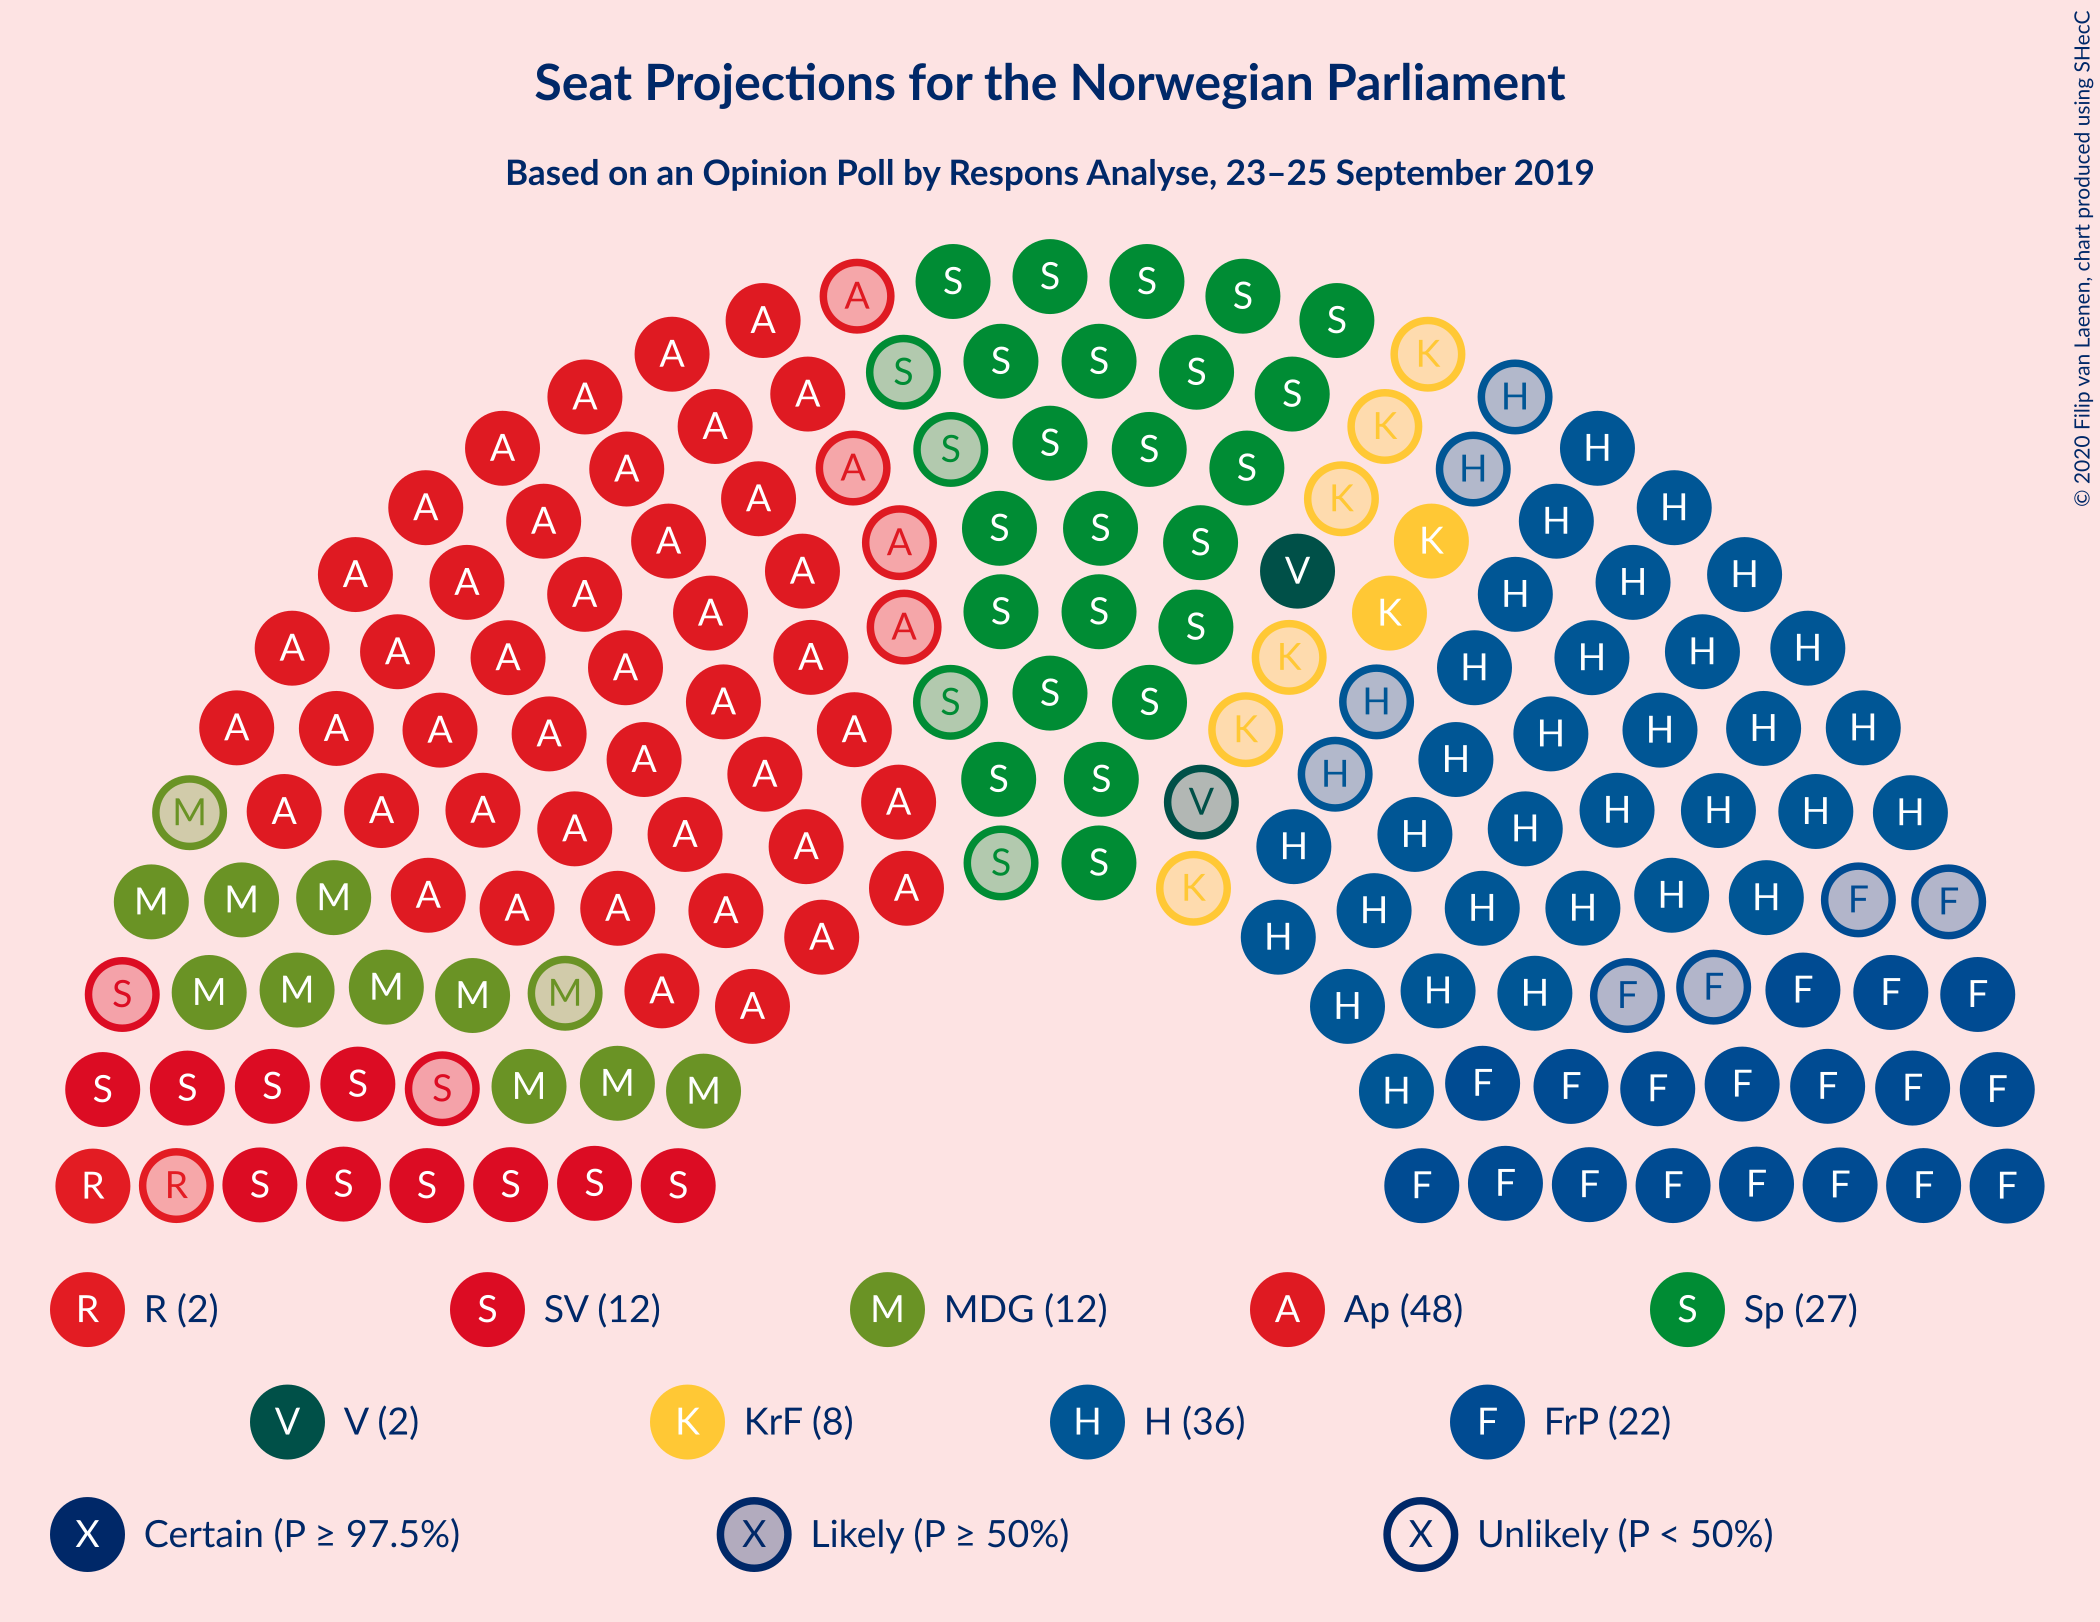 © 2020 Filip van Laenen, chart produced using SHecC
Seat Projections for the Norwegian Parliament
Based on an Opinion Poll by Respons Analyse, 23–25 September 2019
A S S S S
A S
A S S K
S S
A A S H
A K
A S S S H
A A S H
A A K H
A S S H
A A S K
A A A V H H
A H
A S S K
A S
A A A A A K H H H H
A S S S H
A A A A A K H H H H
A A S S H H
M A A A A V H H H H
A A A H H H
S S
M M M A A A A A K H H H H H F F
A H
S M M M M M A A H H H F F F F F
S S S S S M M M H F F F F F F F
R R S S S S S S F F F F F F F F
R R (2) S SV (12) M MDG (12) A Ap (48) S Sp (27)
V V (2) K KrF (8) H H (36) F FrP (22)
X Certain (P ≥ 97.5%) X Likely (P ≥ 50%) X Unlikely (P < 50%)